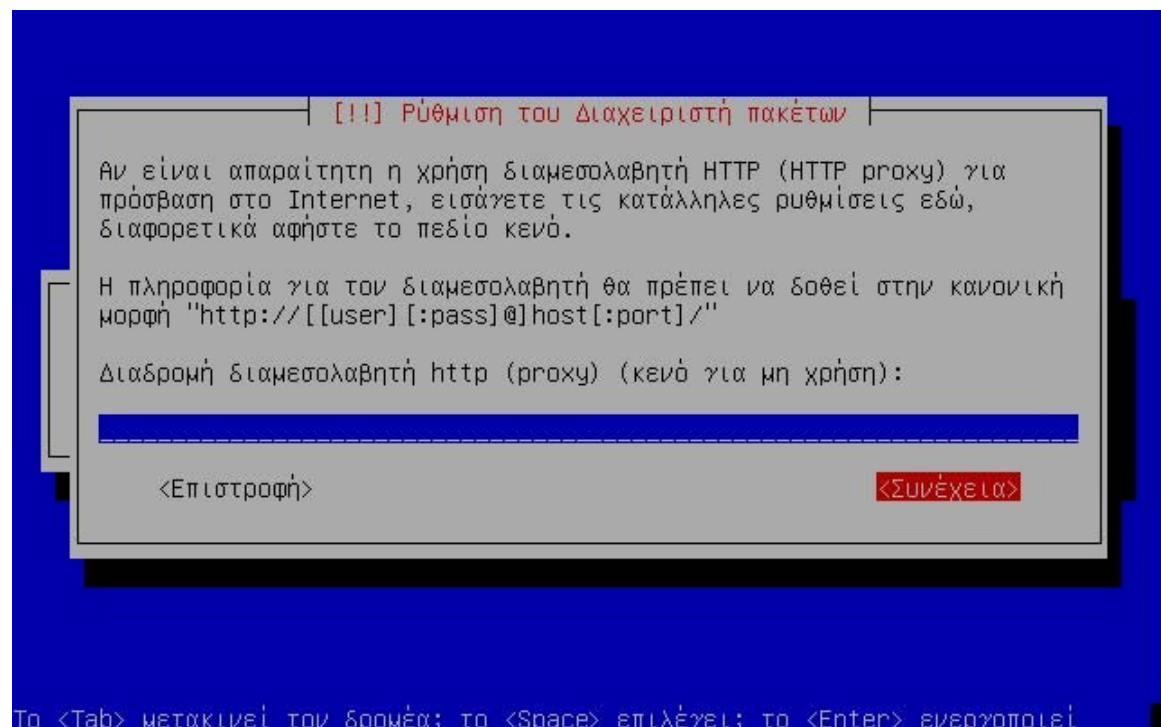 [!!] Ρύθμιση του Διαχειριστή πακέτων
Αν είναι απαραίτητη η χρήση διαμεσολαβητή HTTP (HTTP proxy) για
πρόσβαση στο Internet, εισάγετε τις κατάλληλες ρυθμίσεις εδώ,
διαφορετικά αφήστε το πεδίο κενό.
Η πληροφορία για τον διαμεσολαβητή θα πρέπει να δοθεί στην κανονική
μορφή "http://[[user][:pass]@]host[:port]/"
Διαδρομή διαμεσολαβητή http (proxy) (κενό για μη χρήση):
<Επιστροφή> <Συνέχεια>
Το <Tab> μετακινεί τον δρομέα; το <Space> επιλέγει; το <Enter> ενεργοποιεί